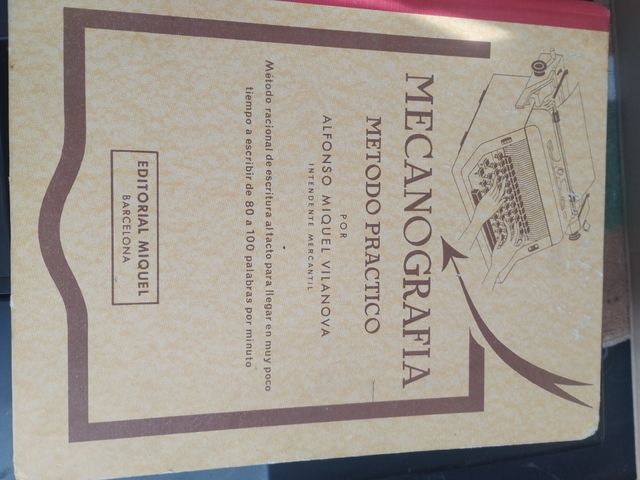 MECANOGRAFIA
METODO PRACTICO
POR
ALFONSO MIQUEL VILANOVA
INTENDENTE MERCANTIL
Método racional de escritura al tacto para llegar en muy poco
tiempo a escribir de 80 a 100 palabras por minuto
EDITORIAL MIQUEL
BARCELONA